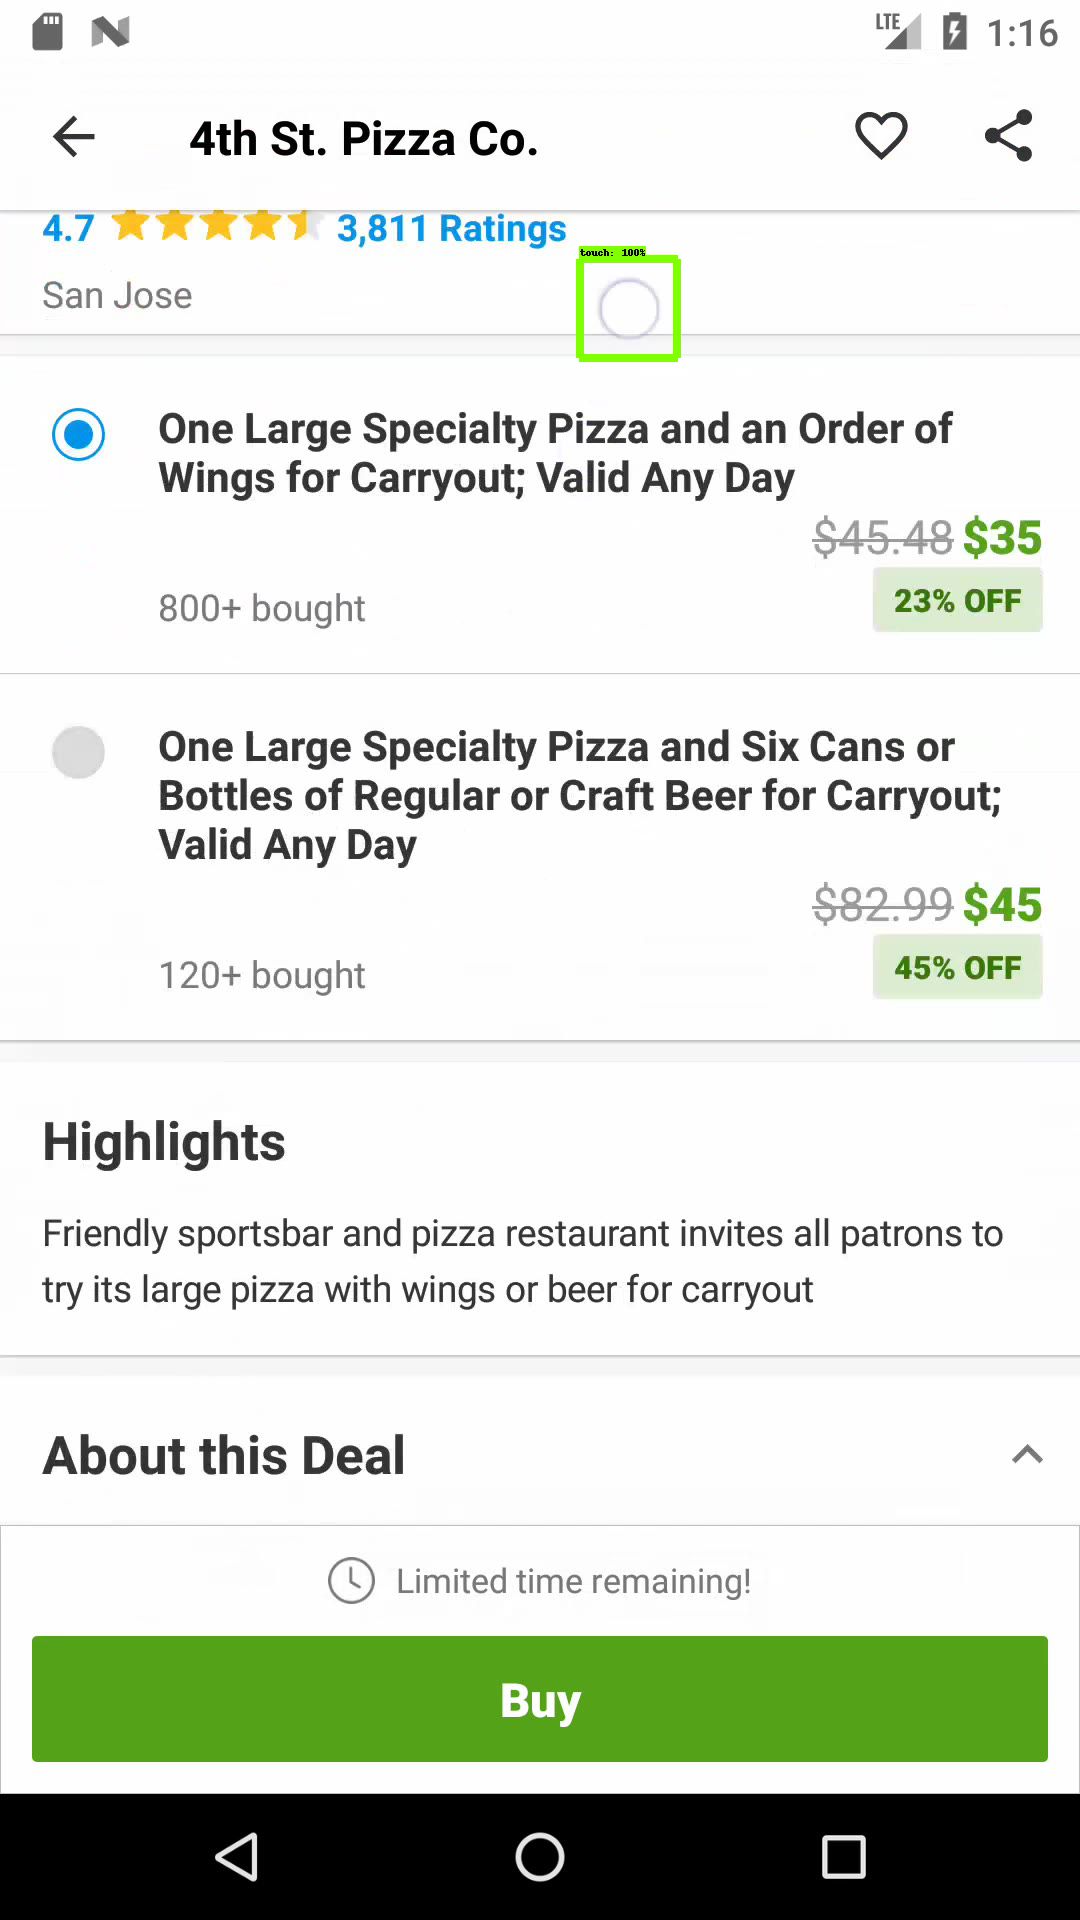 LTE 1:16
4th St. Pizza Co.
4.7 3,811 Ratings
touch: 100%
San Jose
One Large Specialty Pizza and an Order of
Wings for Carryout; Valid Any Day
$45.48 $35
23% OFF
800+ bought
One Large Specialty Pizza and Six Cans or
Bottles of Regular or Craft Beer for Carryout;
Valid Any Day
$82.99 $45
45% OFF
120+ bought
Highlights
Friendly sportsbar and pizza restaurant invites all patrons to
try its large pizza with wings or beer for carryout
About this Deal
Limited time remaining!
Buy